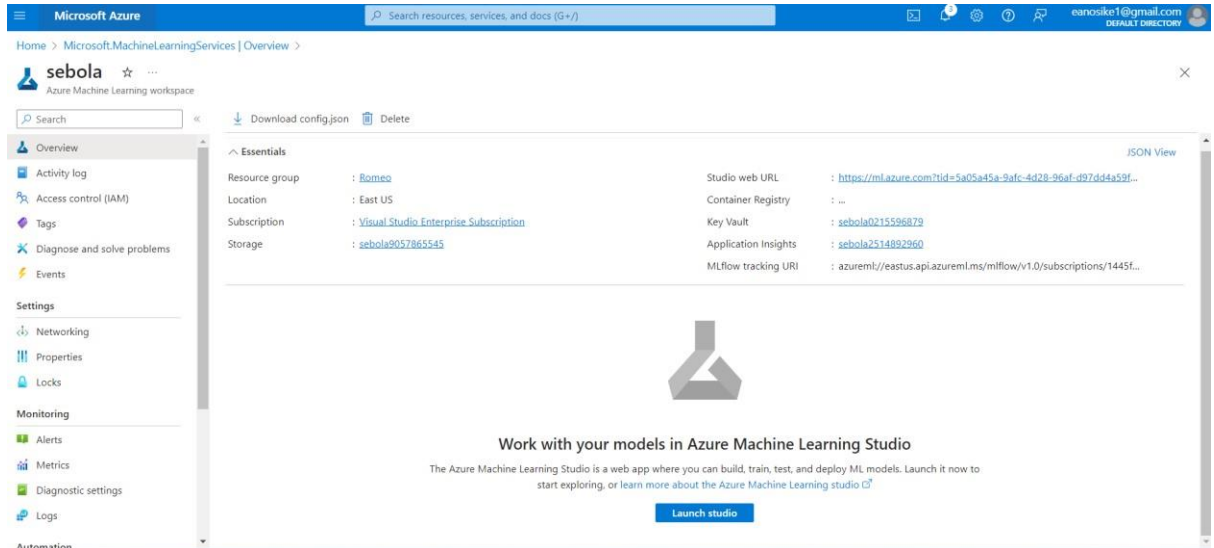 Microsoft Azure
Search resources, services, and docs (G+/)
3
eanosike1@gmail.com
DEFAULT DIRECTORY
Home > Microsoft.MachineLearningServices | Overview >
sebola
Azure Machine Learning workspace
Search
Download config.json
Delete
Overview
Activity log
Access control (IAM)
Tags
Diagnose and solve problems
Events
Settings
Networking
Properties
Locks
Monitoring
Alerts
Metrics
Diagnostic settings
Logs
Automation
Essentials
JSON View
Resource group : Romeo
Location : East US
Subscription : Visual Studio Enterprise Subscription
Storage : sebola9057865545
Studio web URL : https://ml.azure.com?tid=5a05a45a-9afc-4d28-96af-d97dd4a59f...
Container Registry : ...
Key Vault : sebola0215596879
Application Insights : sebola2514892960
MLflow tracking URI : azureml://eastus.api.azureml.ms/mlflow/v1.0/subscriptions/1445f...
Work with your models in Azure Machine Learning Studio
The Azure Machine Learning Studio is a web app where you can build, train, test, and deploy ML models. Launch it now to
start exploring, or learn more about the Azure Machine Learning studio
Launch studio